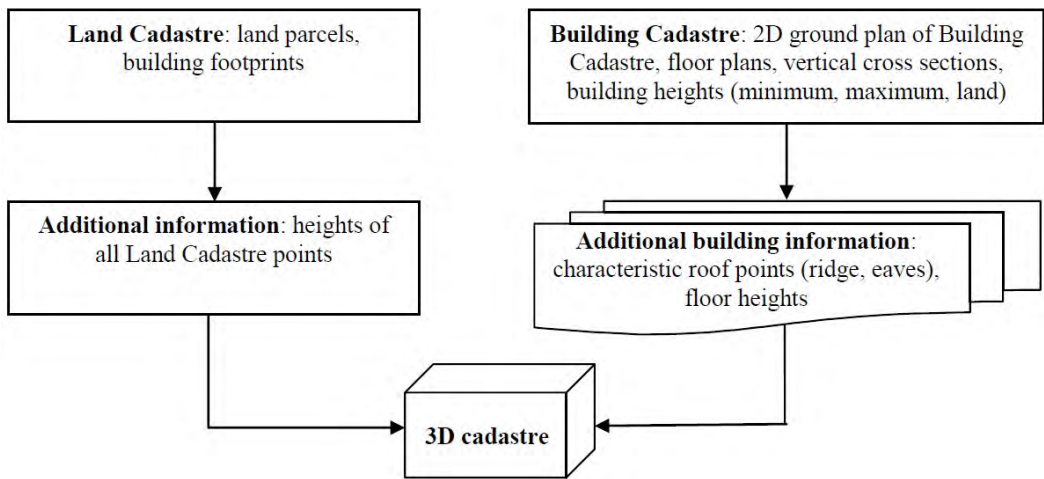 Land Cadastre: land parcels,
building footprints
Building Cadastre: 2D ground plan of Building
Cadastre, floor plans, vertical cross sections,
building heights (minimum, maximum, land)
Additional information: heights of
all Land Cadastre points
Additional building information:
characteristic roof points (ridge, eaves),
floor heights
3D cadastre